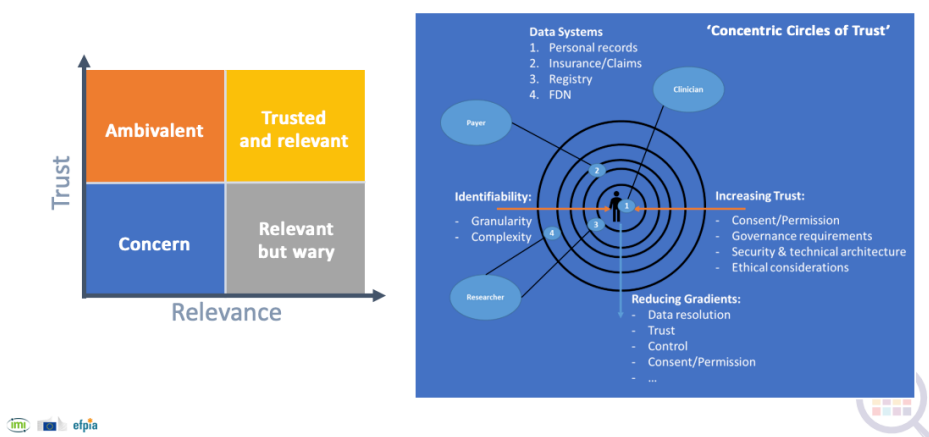 Trust
Ambivalent
Trusted
and relevant
Concern
Relevant
but wary
Relevance
'Concentric Circles of Trust'
Data Systems
1. Personal records
2. Insurance/Claims
3. Registry
4. FDN
Clinician
Payer
2
1
3
4
Identifiability:
- Granularity
- Complexity
Increasing Trust:
- Consent/Permission
- Governance requirements
- Security & technical architecture
- Ethical considerations
Researcher
Reducing Gradients:
- Data resolution
- Trust
- Control
- Consent/Permission
- ...
imi
efpia